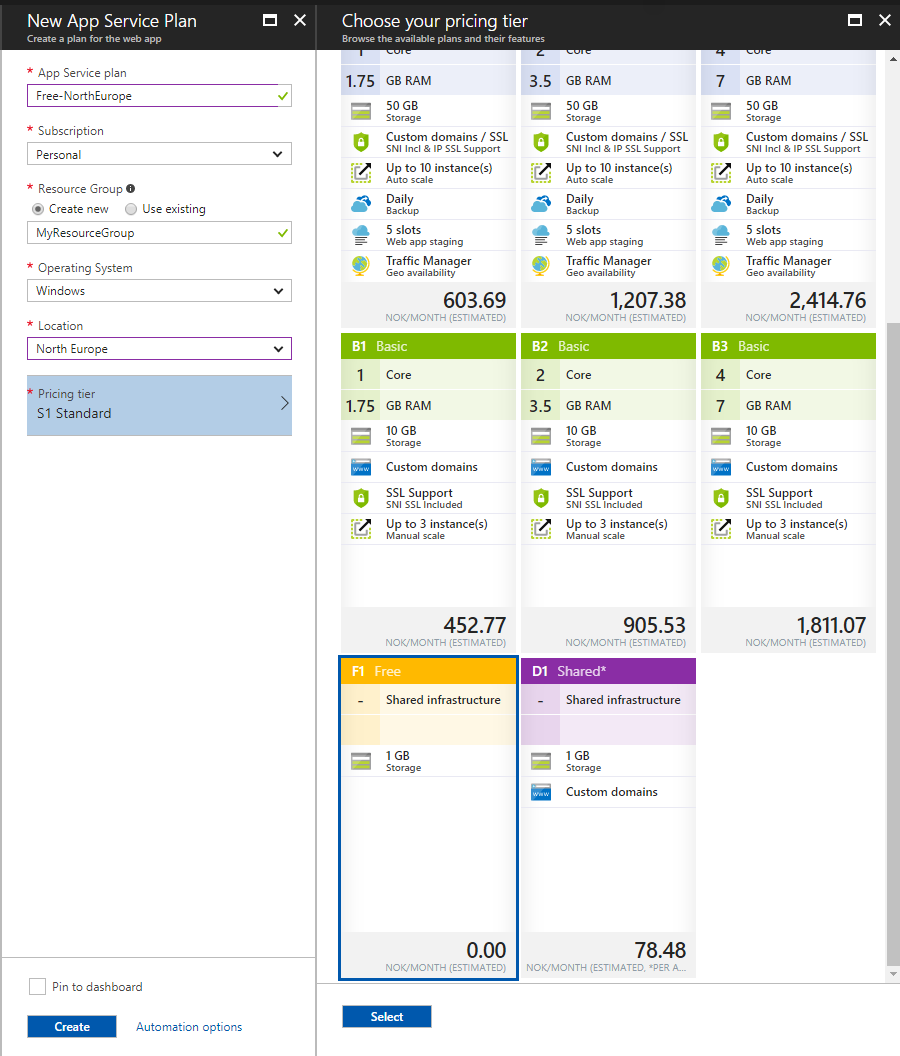 New App Service Plan
Create a plan for the web app
* App Service plan
Free-NorthEurope
* Subscription
Personal
* Resource Group
Create new Use existing
MyResourceGroup
* Operating System
Windows
* Location
North Europe
* Pricing tier
S1 Standard
Pin to dashboard
Create Automation options
Choose your pricing tier
Browse the available plans and their features
1 Core
1.75 GB RAM
50 GB
Storage
Custom domains / SSL
SNI Incl & IP SSL Support
Up to 10 instance(s)
Auto scale
Daily
Backup
5 slots
Web app staging
Traffic Manager
Geo availability
603.69
NOK/MONTH (ESTIMATED)
2 Core
3.5 GB RAM
50 GB
Storage
Custom domains / SSL
SNI Incl & IP SSL Support
Up to 10 instance(s)
Auto scale
Daily
Backup
5 slots
Web app staging
Traffic Manager
Geo availability
1,207.38
NOK/MONTH (ESTIMATED)
4 Core
7 GB RAM
50 GB
Storage
Custom domains / SSL
SNI Incl & IP SSL Support
Up to 10 instance(s)
Auto scale
Daily
Backup
5 slots
Web app staging
Traffic Manager
Geo availability
2,414.76
NOK/MONTH (ESTIMATED)
B1 Basic
1 Core
1.75 GB RAM
10 GB
Storage
www
Custom domains
SSL Support
SNI SSL Included
Up to 3 instance(s)
Manual scale
452.77
NOK/MONTH (ESTIMATED)
B2 Basic
2 Core
3.5 GB RAM
10 GB
Storage
www
Custom domains
SSL Support
SNI SSL Included
Up to 3 instance(s)
Manual scale
905.53
NOK/MONTH (ESTIMATED)
B3 Basic
4 Core
7 GB RAM
10 GB
Storage
www
Custom domains
SSL Support
SNI SSL Included
Up to 3 instance(s)
Manual scale
1,811.07
NOK/MONTH (ESTIMATED)
F1 Free
- Shared infrastructure
1 GB
Storage
0.00
NOK/MONTH (ESTIMATED)
D1 Shared*
- Shared infrastructure
1 GB
Storage
www
Custom domains
78.48
NOK/MONTH (ESTIMATED, *PER A...
Select